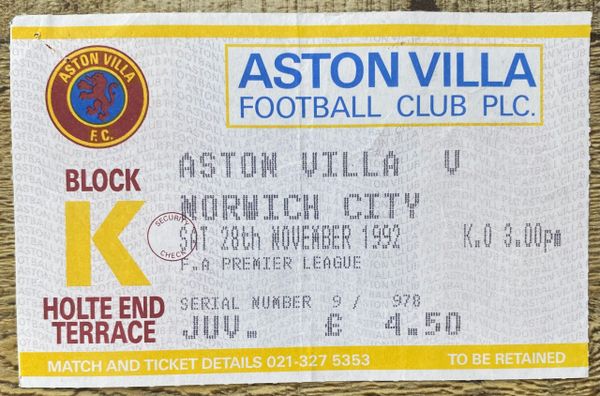 ASTON VILLA
F.C.
ASTON VILLA
FOOTBALL CLUB PLC.
BLOCK
K
HOLTE END
TERRACE
ASTON VILLA V
NORWICH CITY
SAT 28th NOVEMBER 1992 K.O 3.00pm
F.A PREMIER LEAGUE
SECURITY
CHECK
SERIAL NUMBER 9 / 978
JUV. £ 4.50
MATCH AND TICKET DETAILS 021-327 5353 TO BE RETAINED